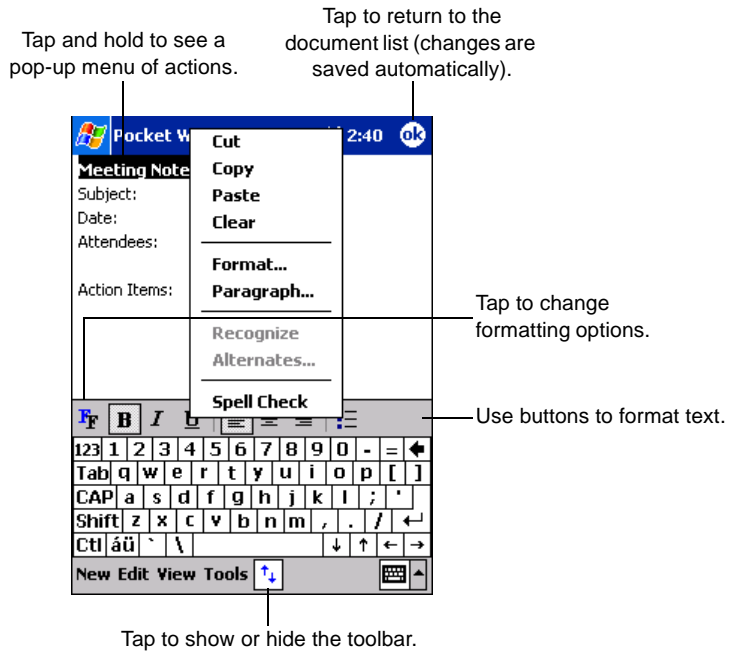 Tap to return to the
document list (changes are
saved automatically).
Tap and hold to see a
pop-up menu of actions.
Pocket W 2:40 ok
Meeting Note
Subject:
Date:
Attendees:
Action Items:
Cut
Copy
Paste
Clear
Format...
Paragraph...
Recognize
Alternates...
Spell Check
Tap to change
formatting options.
FF B I U
Use buttons to format text.
123 1 2 3 4 5 6 7 8 9 0 - =
Tab q w e r t y u i o p [ ]
CAP a s d f g h j k l ; '
Shift z x c v b n m , . /
Ctl áü ` \ ↓ ↑ ← →
New Edit View Tools
Tap to show or hide the toolbar.